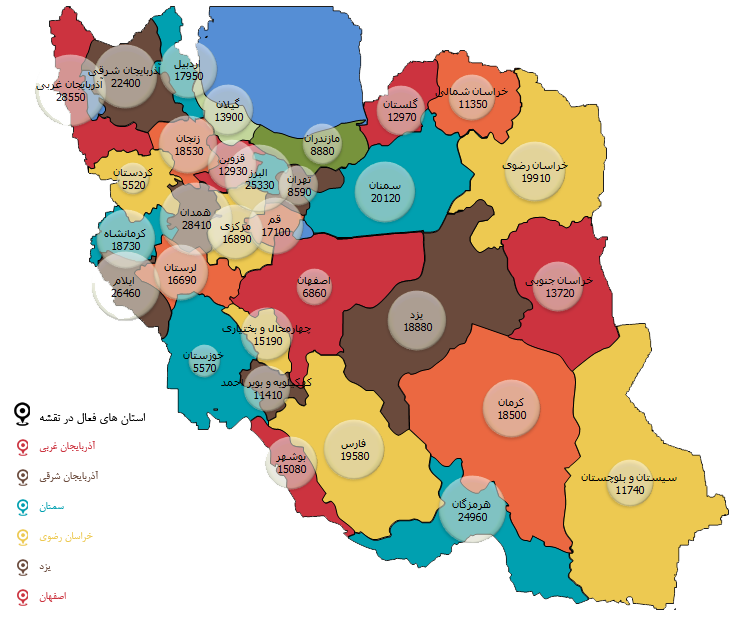 اردبیل
17950
آذربایجان شرقی
22400
آذربایجان غربی
28550
گیلان
13900
خراسان شمالی
11350
گلستان
12970
زنجان
18530
مازندران
8880
قزوین
12930
البرز
25330
تهران
8590
خراسان رضوی
19910
کردستان
5520
سمنان
20120
همدان
28410
مرکزی
16890
قم
17100
کرمانشاه
18730
لرستان
16690
ایلام
26460
اصفهان
6860
خراسان جنوبی
13720
یزد
18880
چهارمحال و بختیاری
15190
خوزستان
5570
کهکیلویه و بویر احمد
11410
کرمان
18500
فارس
19580
بوشهر
15080
سیستان و بلوچستان
11740
هرمزگان
24960
استان های فعال در نقشه
آذربایجان غربی
آذربایجان شرقی
سمنان
خراسان رضوی
یزد
اصفهان